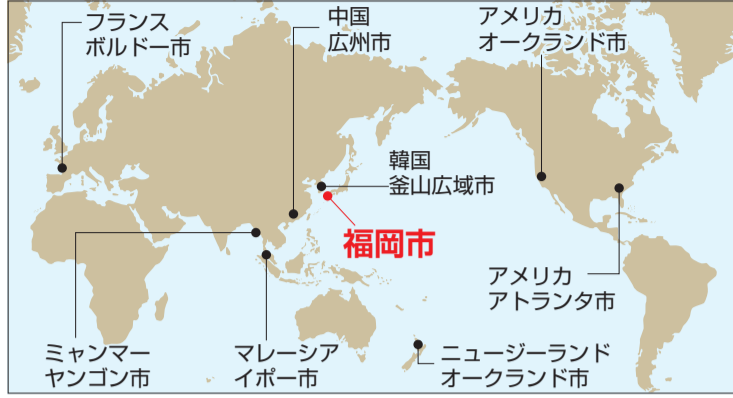 フランス
ボルドー市
中国
広州市
アメリカ
オークランド市
韓国
釜山広域市
福岡市
アメリカ
アトランタ市
ミャンマー
ヤンゴン市
マレーシア
イポー市
ニュージーランド
オークランド市